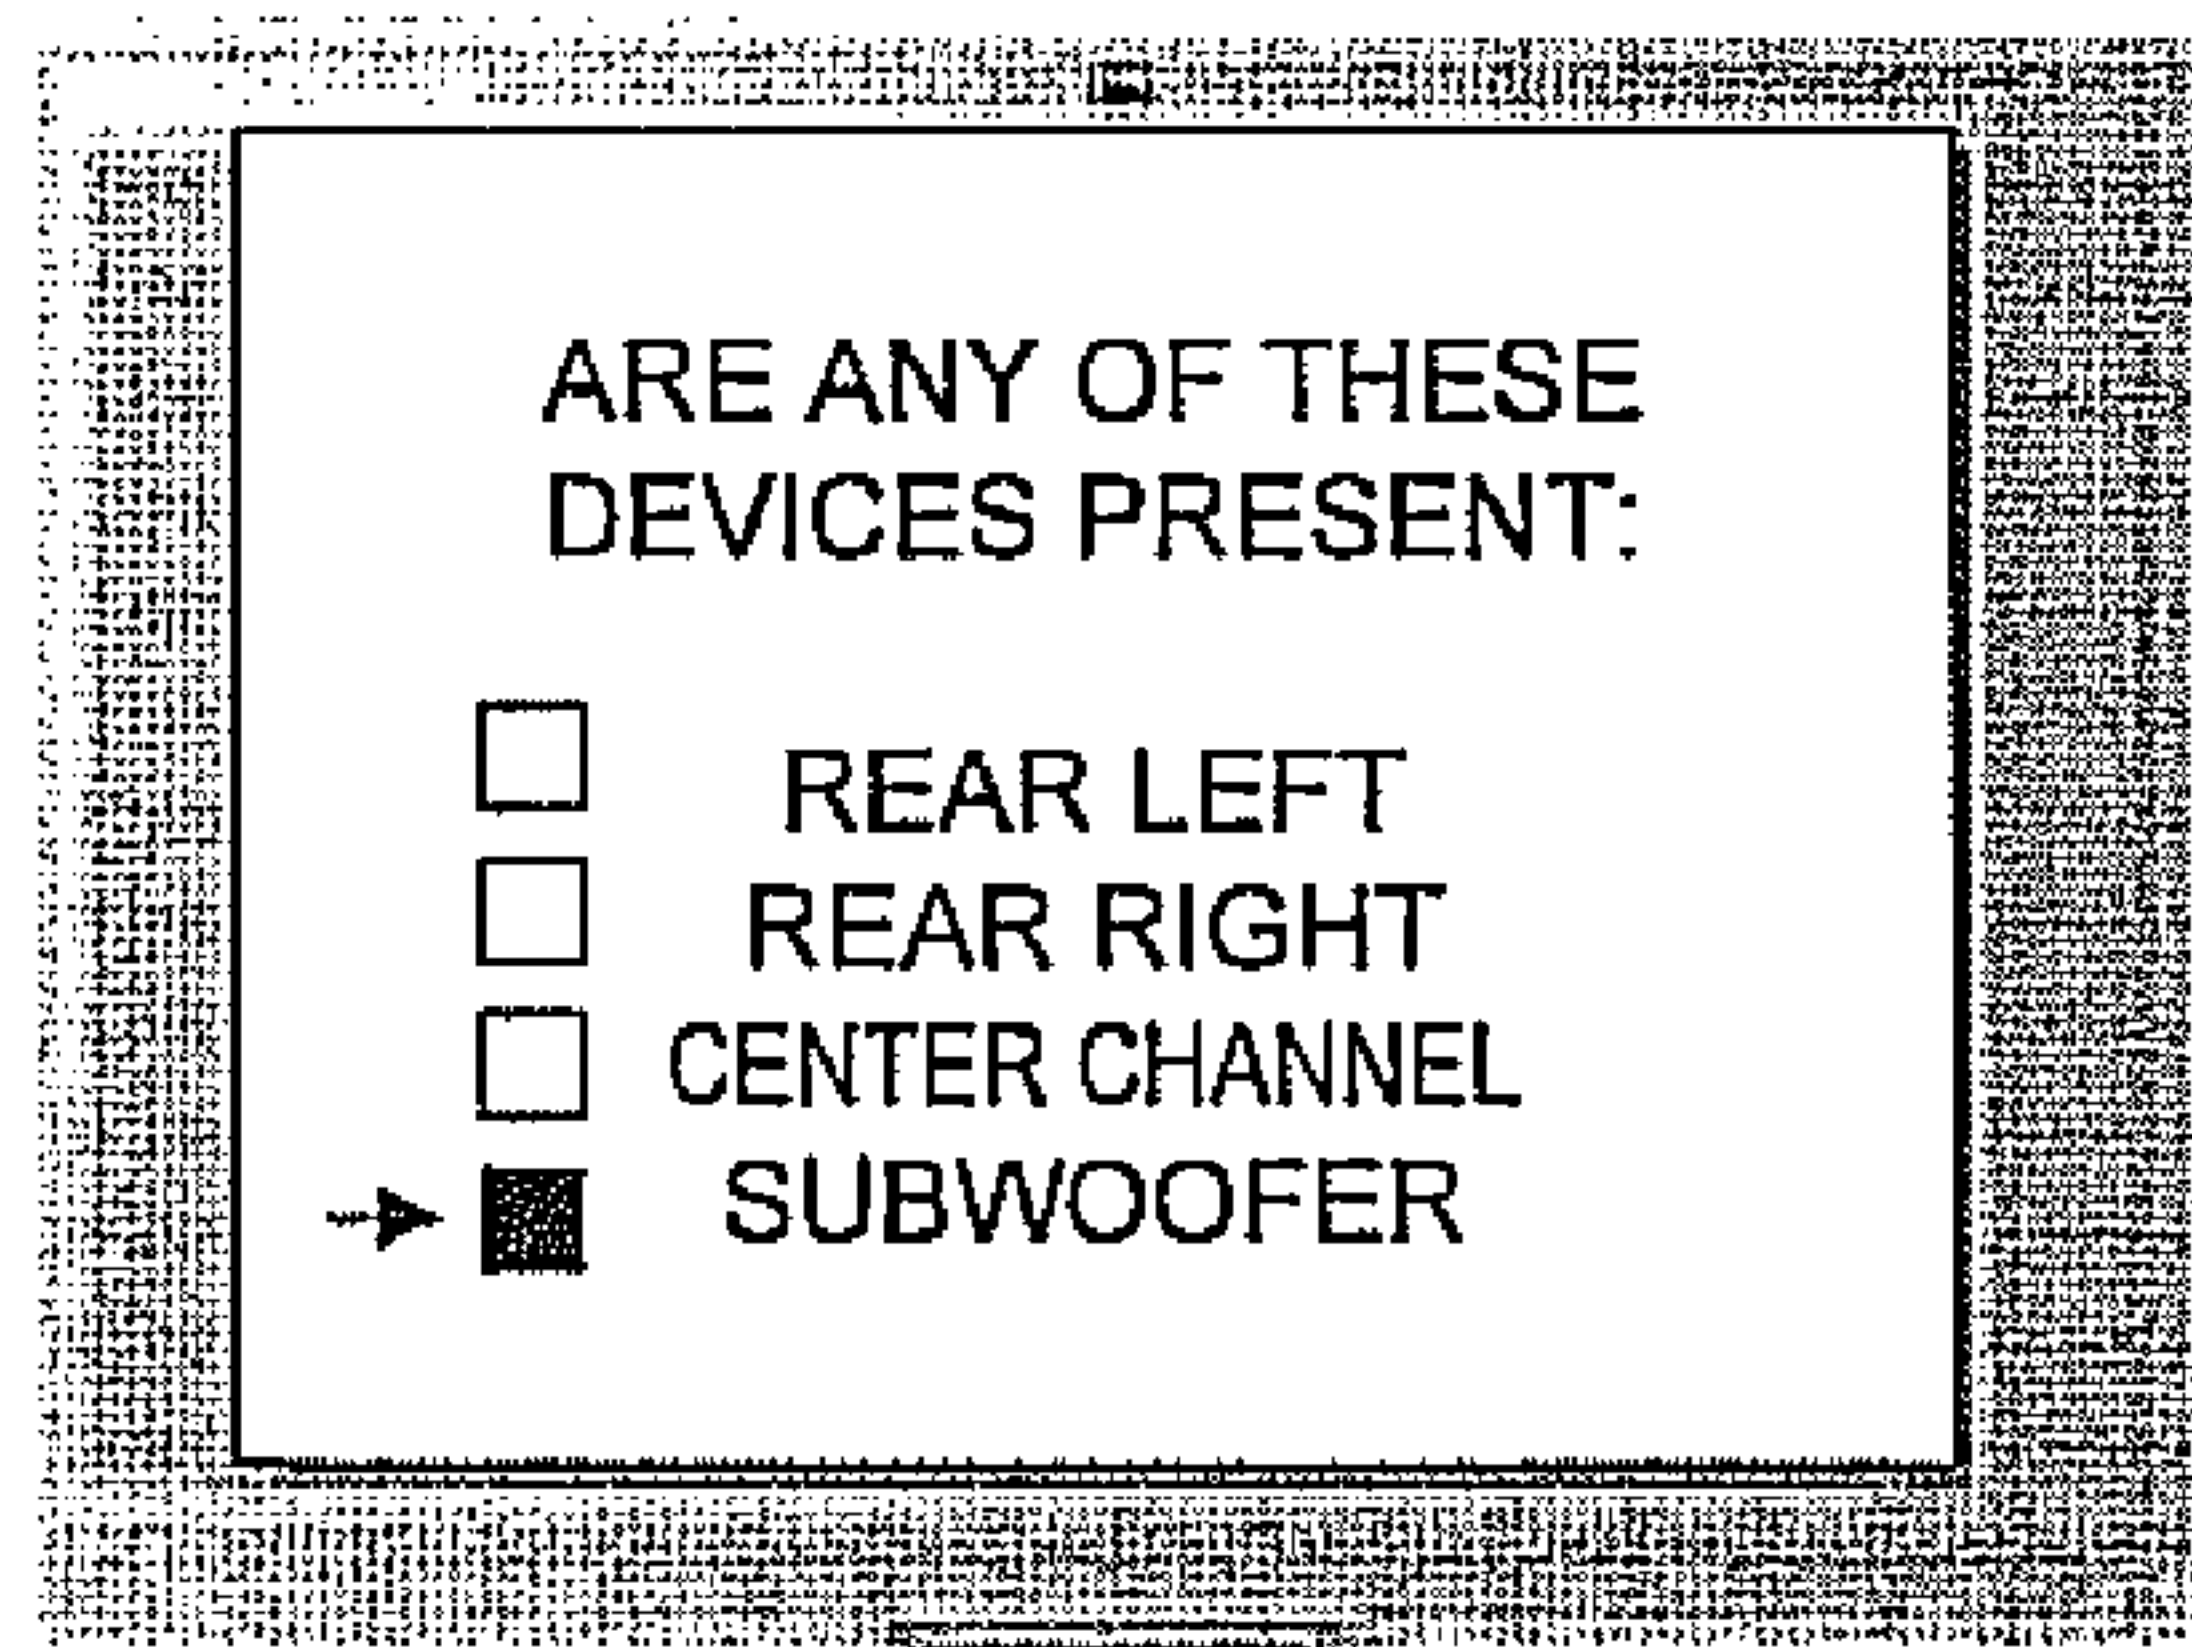 ARE ANY OF THESE
DEVICES PRESENT:
REAR LEFT
REAR RIGHT
CENTER CHANNEL
SUBWOOFER